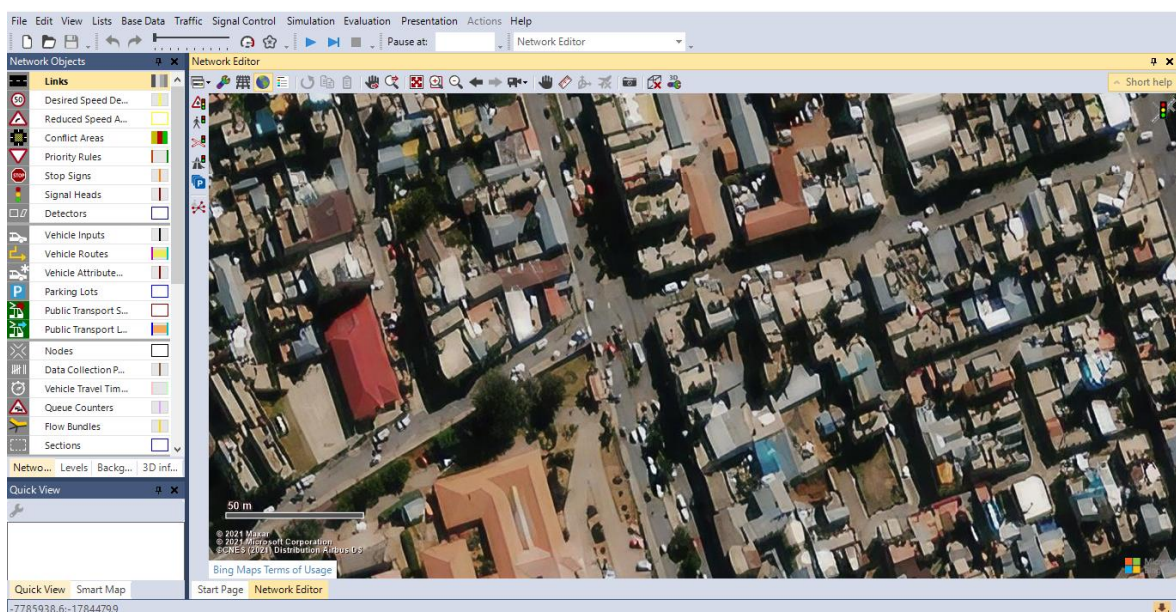 File Edit View Lists Base Data Traffic Signal Control Simulation Evaluation Presentation Actions Help
Pause at: Network Editor
Network Objects
Network Editor
Short help
Links
50 Desired Speed De...
Reduced Speed A...
Conflict Areas
Priority Rules
STOP Stop Signs
Signal Heads
Detectors
Vehicle Inputs
Vehicle Routes
Vehicle Attribute...
P Parking Lots
Public Transport S...
Public Transport L...
Nodes
Data Collection P...
Vehicle Travel Tim...
Queue Counters
Flow Bundles
Sections
Netwo... Levels Backg... 3D inf...
Quick View
50 m
© 2021 Maxar
© 2021 Microsoft Corporation
©CNES (2021) Distribution Airbus DS
Bing Maps Terms of Usage
Quick View Smart Map
Start Page Network Editor
-7785938.6:-1784479.9